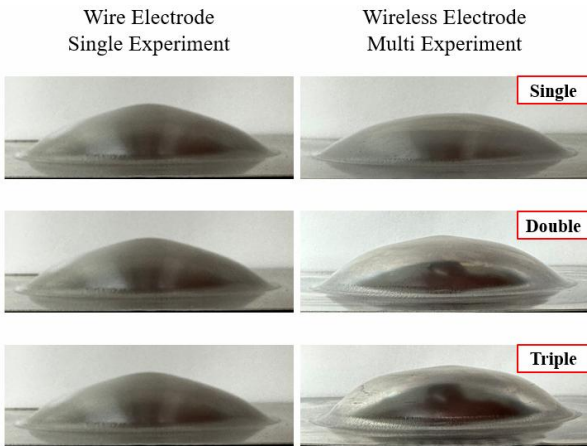 Wire Electrode
Single Experiment
Wireless Electrode
Multi Experiment
Single
Double
Triple